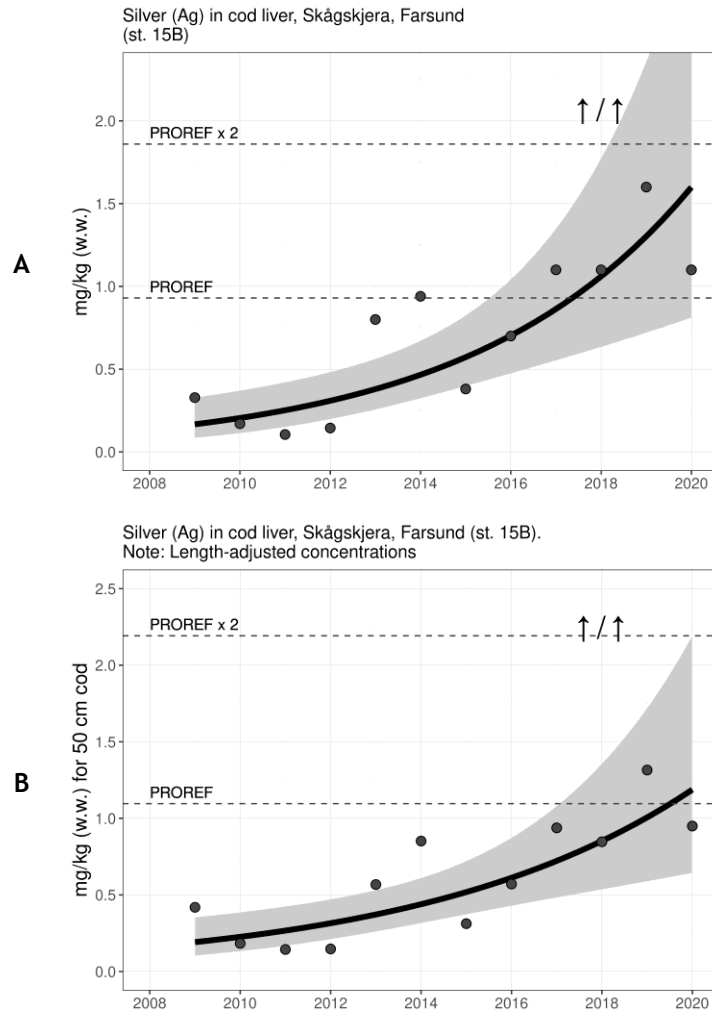 Silver (Ag) in cod liver, Skågskjera, Farsund
(st. 15B)
A
mg/kg (w.w.)
2.0
1.5
1.0
0.5
0.0
PROREF x 2
↑ / ↑
PROREF
2008 2010 2012 2014 2016 2018 2020
Silver (Ag) in cod liver, Skågskjera, Farsund (st. 15B).
Note: Length-adjusted concentrations
B
mg/kg (w.w.) for 50 cm cod
2.5
2.0
1.5
1.0
0.5
0.0
PROREF x 2
↑ / ↑
PROREF
2008 2010 2012 2014 2016 2018 2020